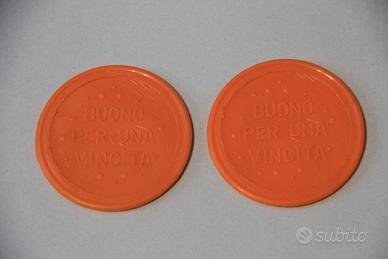 BUONO
PER UNA
VINCITA
BUONO
PER UNA
VINCITA
subito